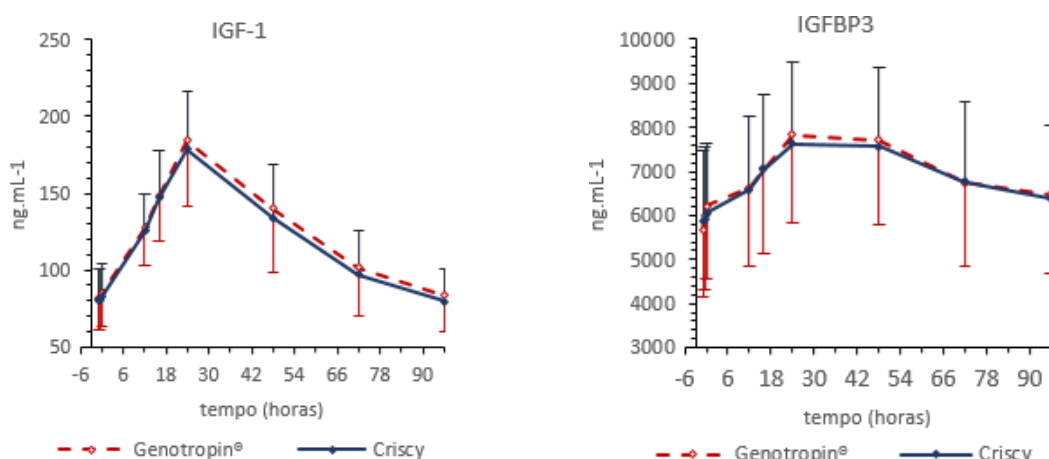 IGF-1
250
200
150
100
50
ng.mL-1
-6 6 18 30 42 54 66 78 90
tempo (horas)
Genotropin® Criscy
IGFBP3
10000
9000
8000
7000
6000
5000
4000
3000
ng.mL-1
-6 6 18 30 42 54 66 78 90
tempo (horas)
Genotropin® Criscy